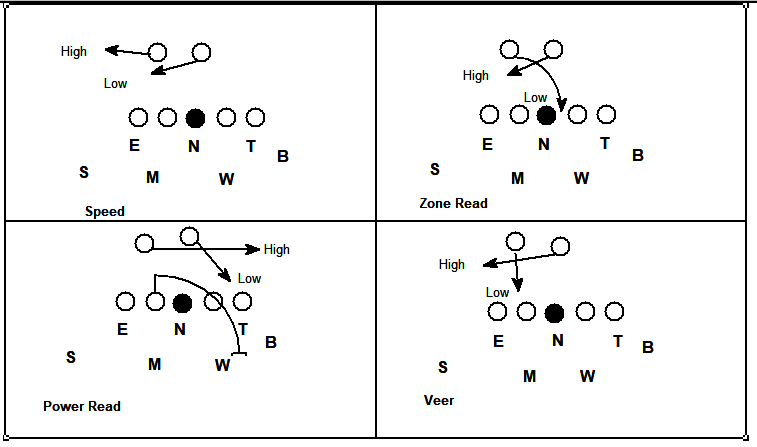 High
Low
E N T
B
S M W
Speed
High
Low
E N T
B
S
M W
Zone Read
High
Low
E N T
B
S
M W
Power Read
High
Low
E N T
B
S
M W
Veer